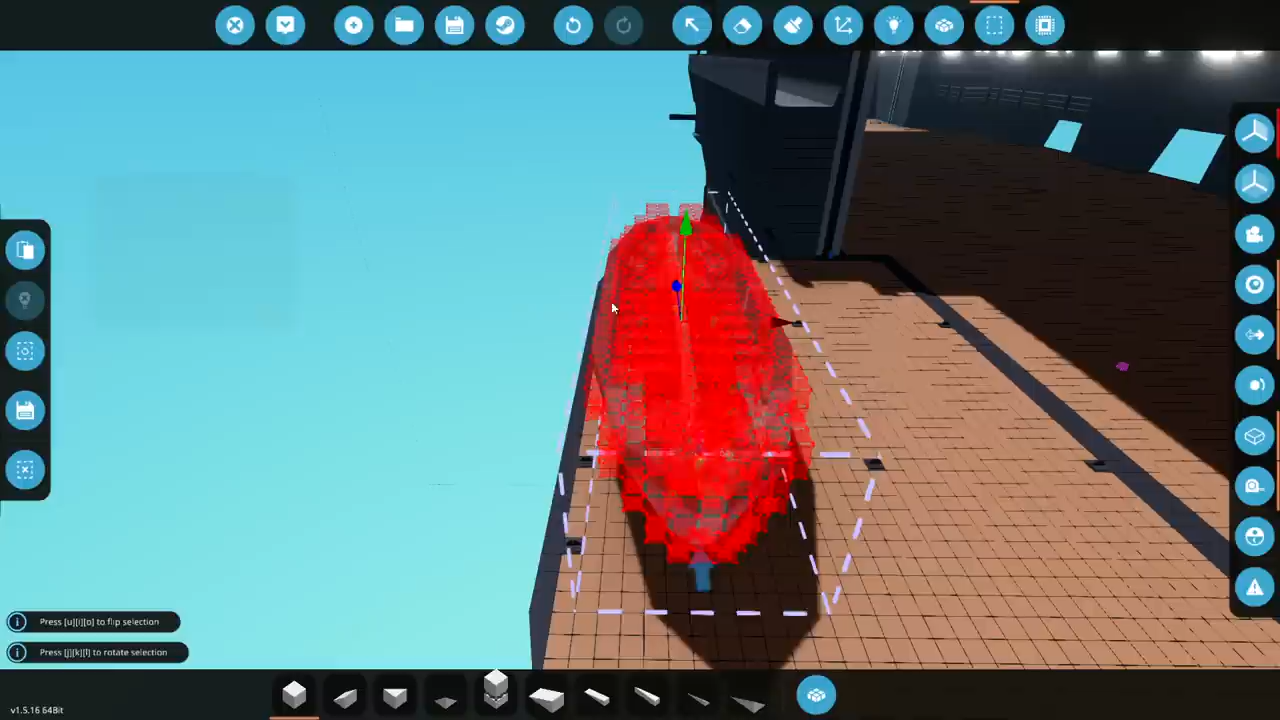 Press [u][i][o] to flip selection
Press [j][k][l] to rotate selection
v1.5.16 64Bit